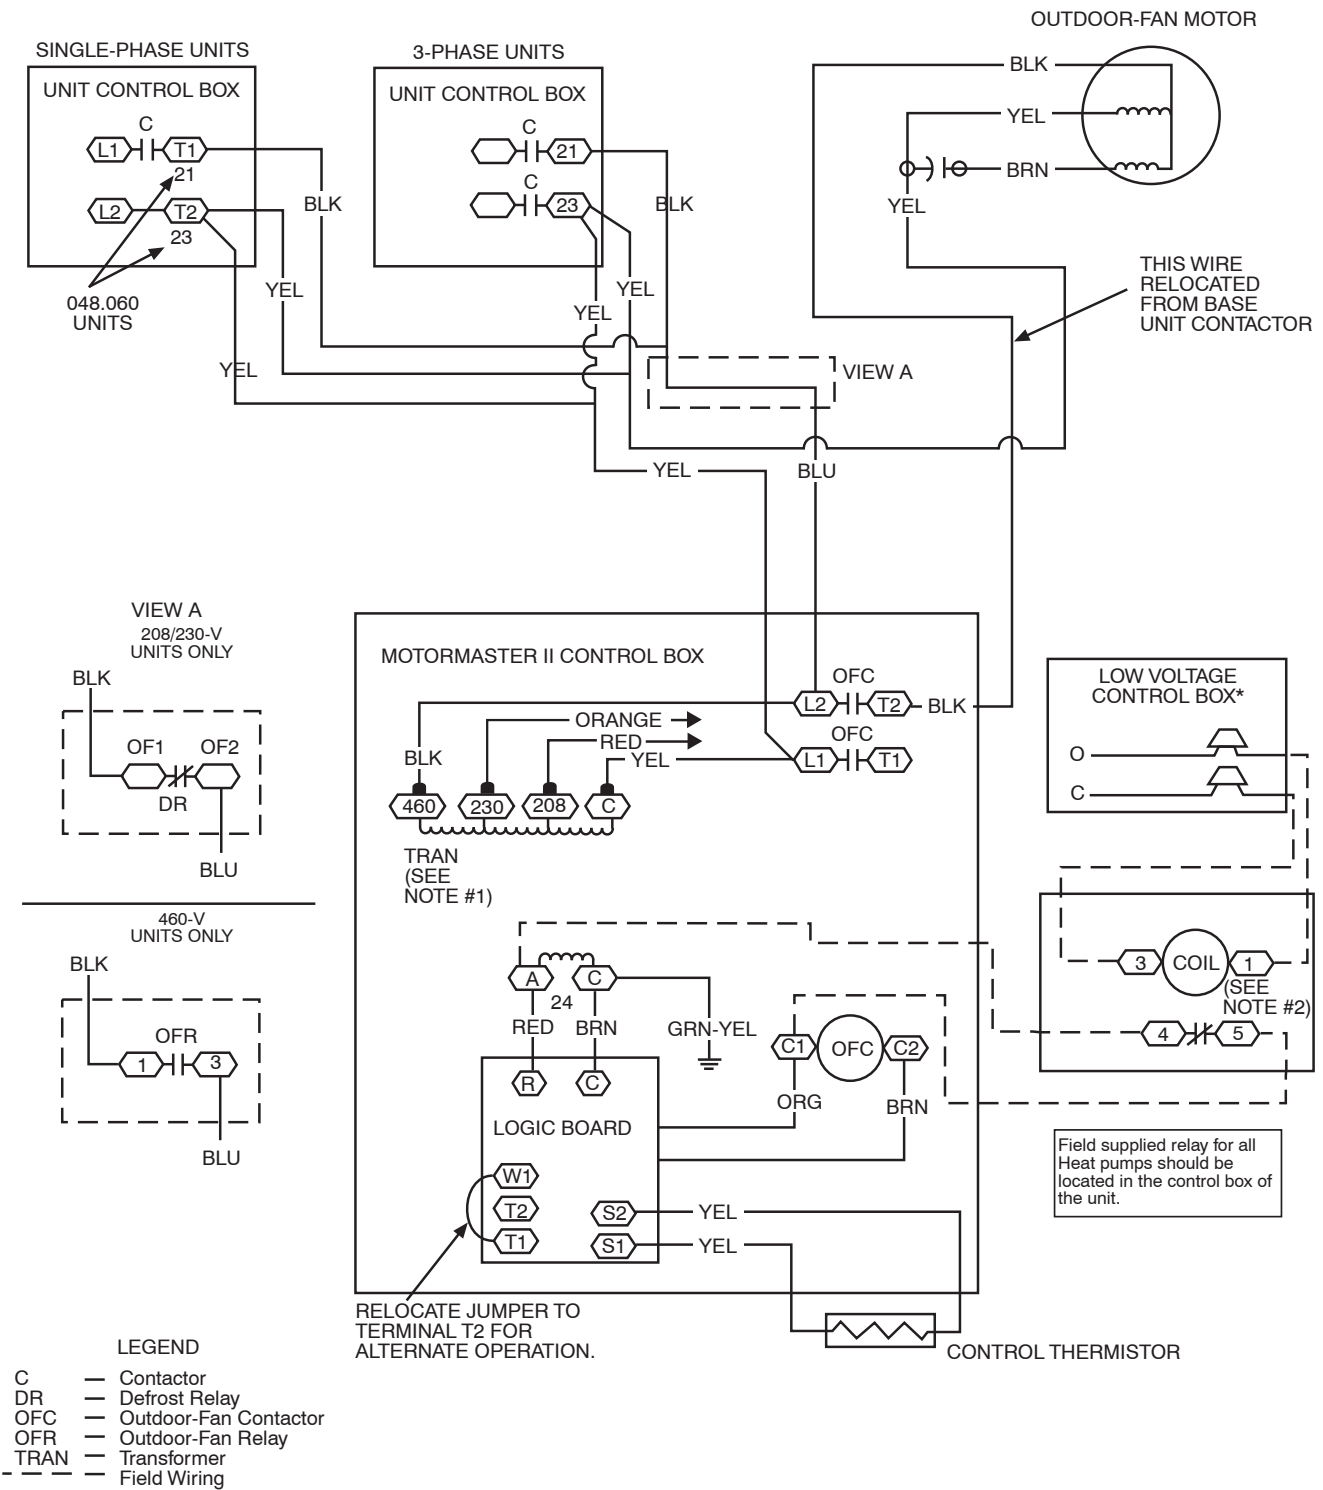 OUTDOOR-FAN MOTOR
SINGLE-PHASE UNITS
3-PHASE UNITS
UNIT CONTROL BOX
UNIT CONTROL BOX
BLK
YEL
BRN
YEL
C
L1
T1
21
L2
T2
23
048.060
UNITS
C
21
C
23
BLK
YEL
YEL
BLK
YEL
YEL
THIS WIRE
RELOCATED
FROM BASE
UNIT CONTACTOR
VIEW A
YEL
BLU
VIEW A
208/230-V
UNITS ONLY
BLK
OF1
OF2
DR
BLU
460-V
UNITS ONLY
BLK
OFR
1
3
BLU
MOTORMASTER II CONTROL BOX
OFC
L2
T2
BLK
ORANGE
OFC
RED
BLK
YEL
L1
T1
460
230
208
C
TRAN
(SEE
NOTE #1)
LOW VOLTAGE
CONTROL BOX*
O
C
3
COIL
1
(SEE
NOTE #2)
4
5
A
C
24
RED
BRN
GRN-YEL
C1
OFC
C2
ORG
BRN
R
C
LOGIC BOARD
W1
T2
T1
S2
YEL
S1
YEL
Field supplied relay for all
Heat pumps should be
located in the control box of
the unit.
RELOCATE JUMPER TO
TERMINAL T2 FOR
ALTERNATE OPERATION.
CONTROL THERMISTOR
LEGEND
C — Contactor
DR — Defrost Relay
OFC — Outdoor-Fan Contactor
OFR — Outdoor-Fan Relay
TRAN — Transformer
— Field Wiring